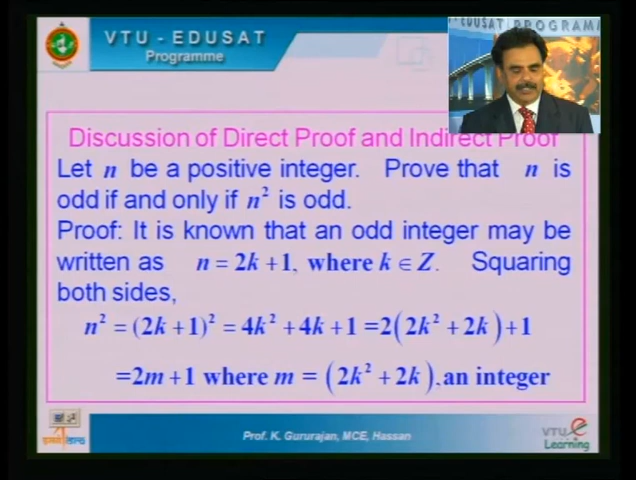 VTU - EDUSAT
Programme
EDUSAT PROGRAMM
Discussion of Direct Proof and Indirect Proof
Let n be a positive integer. Prove that n is
odd if and only if n² is odd.
Proof: It is known that an odd integer may be
written as n = 2k +1, where k ∈ Z. Squaring
both sides,
n² = (2k +1)² = 4k² + 4k +1 =2(2k² + 2k)+1
=2m +1 where m = (2k² + 2k), an integer
Prof. K. Gururajan, MCE, Hassan
VTU e
Learning